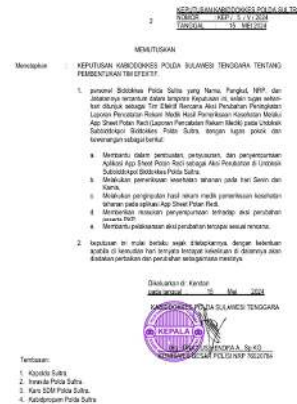 KEPUTUSAN KABIDDOKKES POLDA SULTRA
NOMOR : KEP / 5 / V / 2024
TANGGAL : 15 MEI 2024
2
MEMUTUSKAN
Menetapkan : KEPUTUSAN KABIDDOKKES POLDA SULAWESI TENGGARA TENTANG
PEMBENTUKAN TIM EFEKTIF.
1. personel Biddokkes Polda Sultra yang Nama, Pangkat, NRP, dan
Jabatannya tercantum dalam lampiran Keputusan ini, selain tugas
ditunjuk sebagai Tim Efektif Rencana Aksi Perubahan Peningkatan
Laporan Pencatatan Rekam Medik Hasil Pemeriksaan Kesehatan Melalui
App Sheet Polan Redi (Laporan Pencatatan Rekam Medik) pada Urdoksik
Subbiddokpol Biddokkes Polda Sultra, dengan tugas pokok dan
kewenangan sebagai berikut:
a Membantu dalam pembuatan, penyusunan, dan penyempurnaan
Aplikasi App Sheet Polan Redi sebagai Aksi Perubahan di Urdoksik
Subbiddokpol Biddokkes Polda Sultra.
b Melakukan pemeriksaan kesehatan tahanan pada hari Senin dan
Kamis.
c Melakukan penginputan hasil rekam medik pemeriksaan kesehatan
tahanan pada aplikasi App Sheet Polan Redi.
d Memberikan masukan penyempurnaan terhadap aksi perubahan
peserta PKP.
e Membantu pelaksanaan aksi perubahan tercapai sesuai rencana.
2. keputusan ini mulai berlaku sejak ditetapkannya, dengan ketentuan
apabila di kemudian hari ternyata terdapat kekeliruan di dalamnya akan
diadakan perbaikan dan perubahan sebagaimana mestinya.
Dikeluarkan di: Kendari
pada tanggal : 15 Mei 2024
KABIDDOKKES POLDA SULAWESI TENGGARA
KEPALA
KOMISARIS BESAR POLISI NRP
Tembusan:
1. Kapolda Sultra.
2. Irwasda Polda Sultra.
3. Karo SDM Polda Sultra.
4. Kabidpropam Polda Sultra